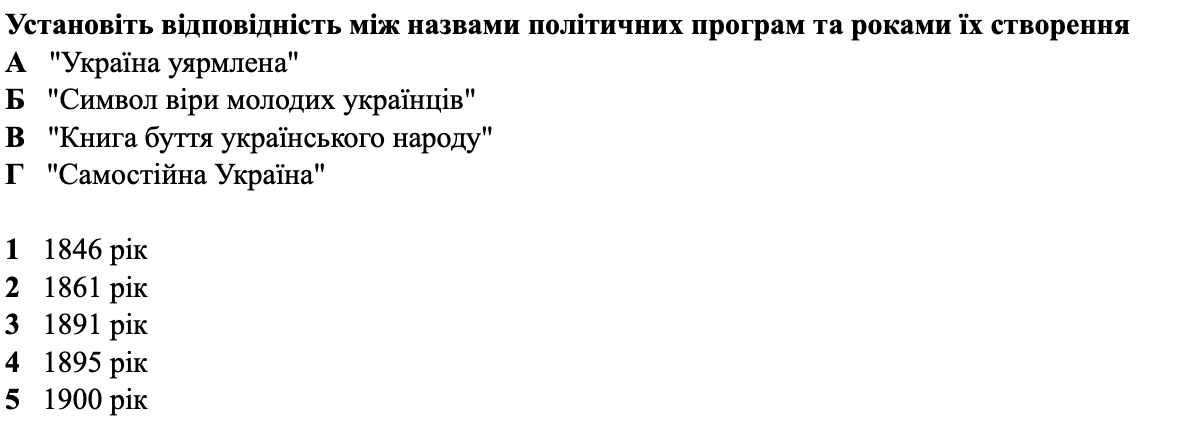 Установіть відповідність між назвами політичних програм та роками їх створення
А "Україна уярмлена"
Б "Символ віри молодих українців"
В "Книга буття українського народу"
Г "Самостійна Україна"
1 1846 рік
2 1861 рік
3 1891 рік
4 1895 рік
5 1900 рік